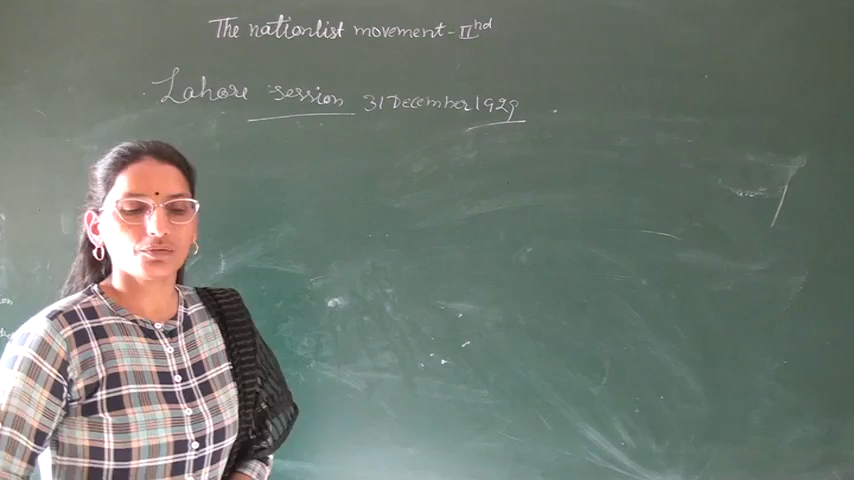 The nationlist movement - IInd
Lahore session 31 December 1929